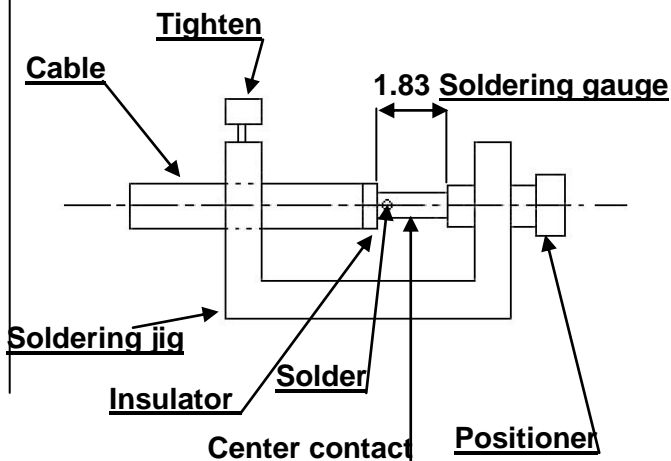 Tighten
Cable
1.83 Soldering gauge
Soldering jig
Solder
Insulator
Center contact
Positioner